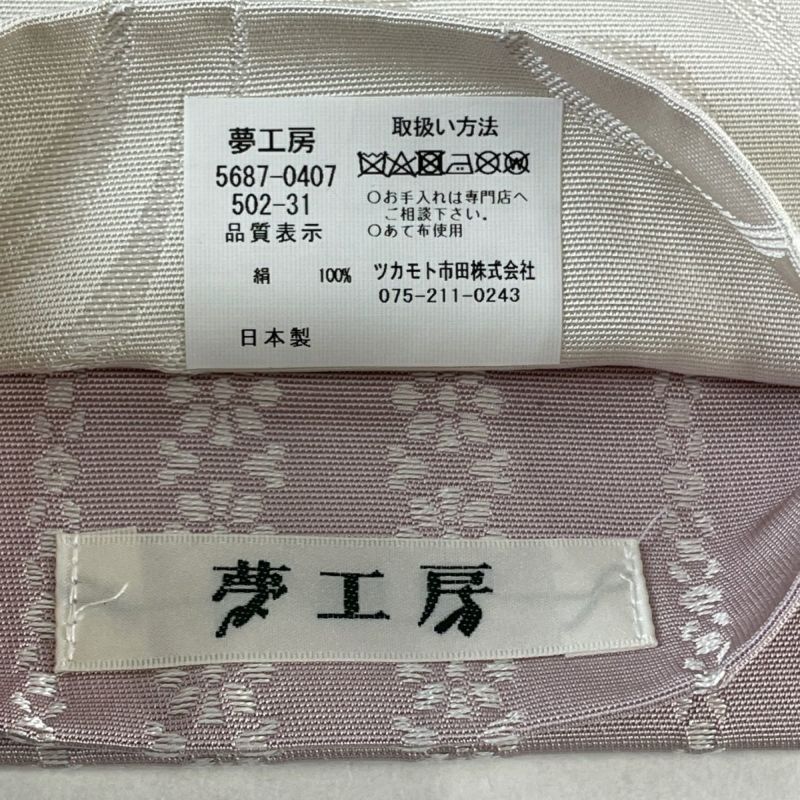 夢工房
5687-0407
502-31
品質表示
絹 100%
日本製
取扱い方法
○お手入れは専門店へ
ご相談下さい。
○あて布使用
ツカモト市田株式会社
075-211-0243
夢工房